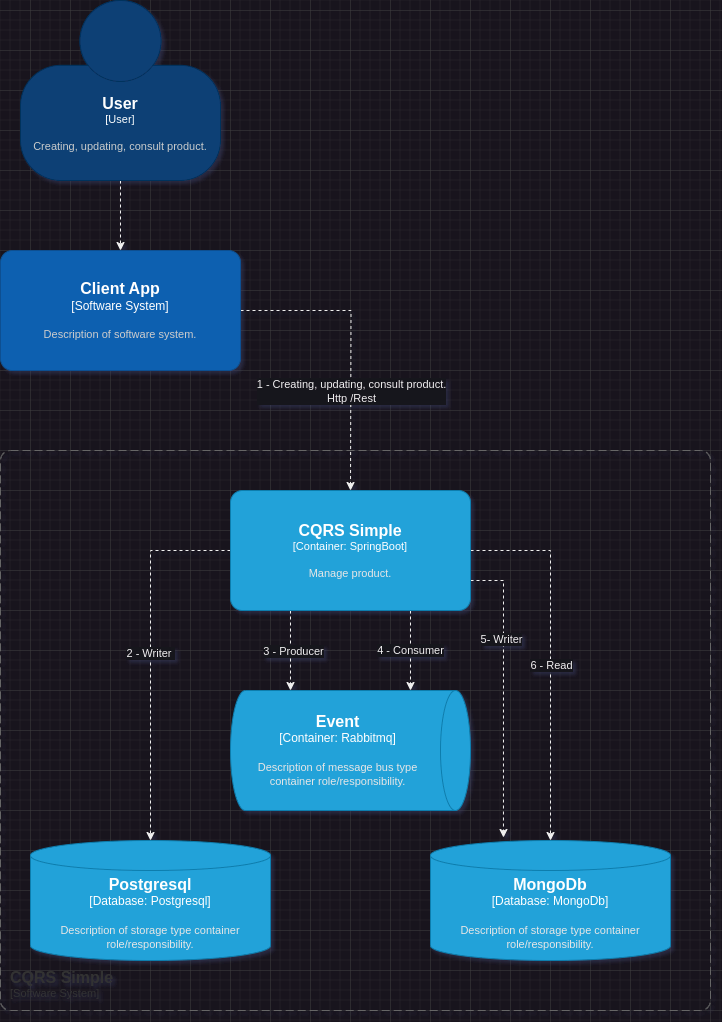 User
[User]
Creating, updating, consult product.
Client App
[Software System]
Description of software system.
1 - Creating, updating, consult product.
Http /Rest
CQRS Simple
[Container: SpringBoot]
Manage product.
2 - Writer
3 - Producer
4 - Consumer
5- Writer
6 - Read
Event
[Container: Rabbitmq]
Description of message bus type
container role/responsibility.
Postgresql
[Database: Postgresql]
Description of storage type container
role/responsibility.
MongoDb
[Database: MongoDb]
Description of storage type container
role/responsibility.
CQRS Simple
[Software System]